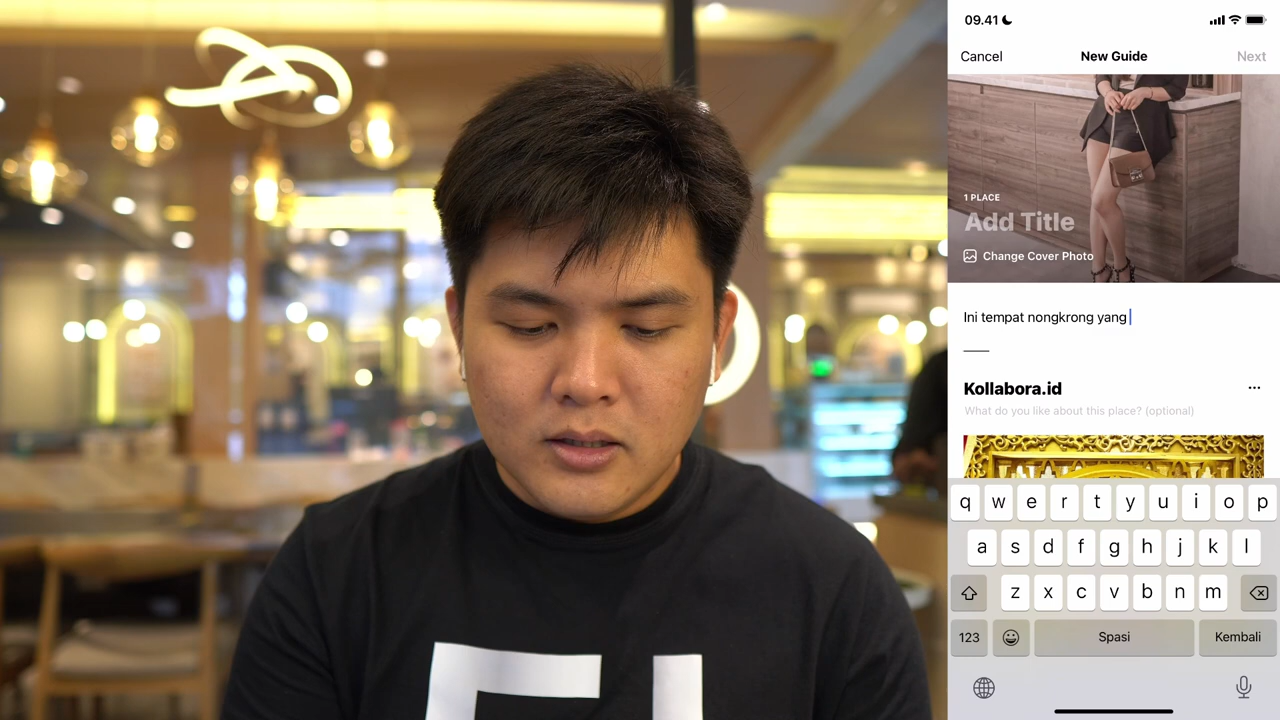 09.41
Cancel New Guide Next
1 PLACE
Add Title
Change Cover Photo
Ini tempat nongkrong yang
Kollabora.id ...
What do you like about this place? (optional)
q w e r t y u i o p
a s d f g h j k l
z x c v b n m
123 Spasi Kembali